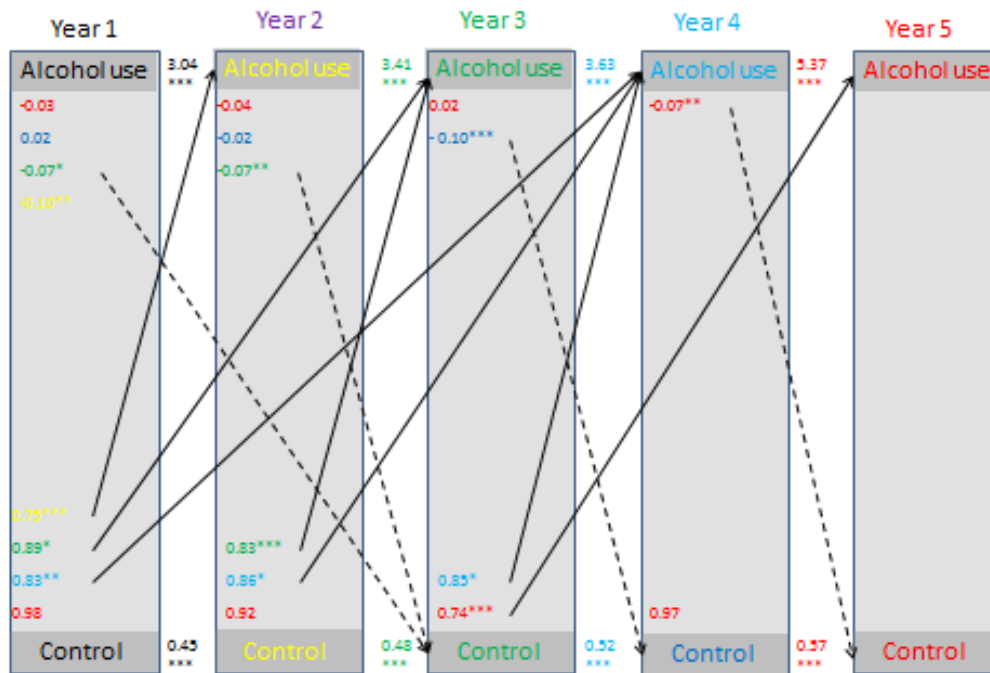 Year 1
Year 2
Year 3
Year 4
Year 5
Alcohol use
3.04
***
Alcohol use
3.41
***
Alcohol use
3.63
***
Alcohol use
5.37
***
Alcohol use
-0.03
-0.04
0.02
-0.07**
0.02
-0.02
-0.10***
-0.07*
-0.07**
0.75***
0.89*
0.83***
0.83**
0.86*
0.85*
0.98
0.92
0.74***
0.97
Control
0.45
***
Control
0.48
***
Control
0.52
***
Control
0.57
***
Control